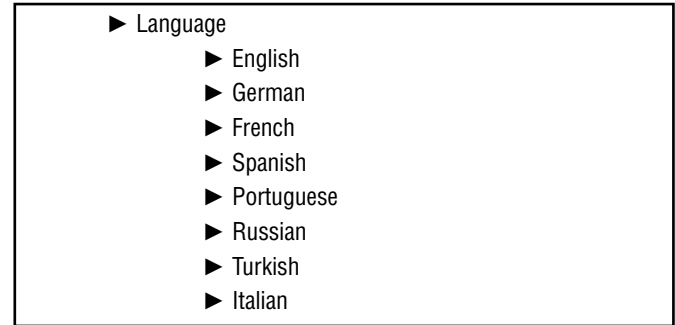 ► Language
► English
► German
► French
► Spanish
► Portuguese
► Russian
► Turkish
► Italian